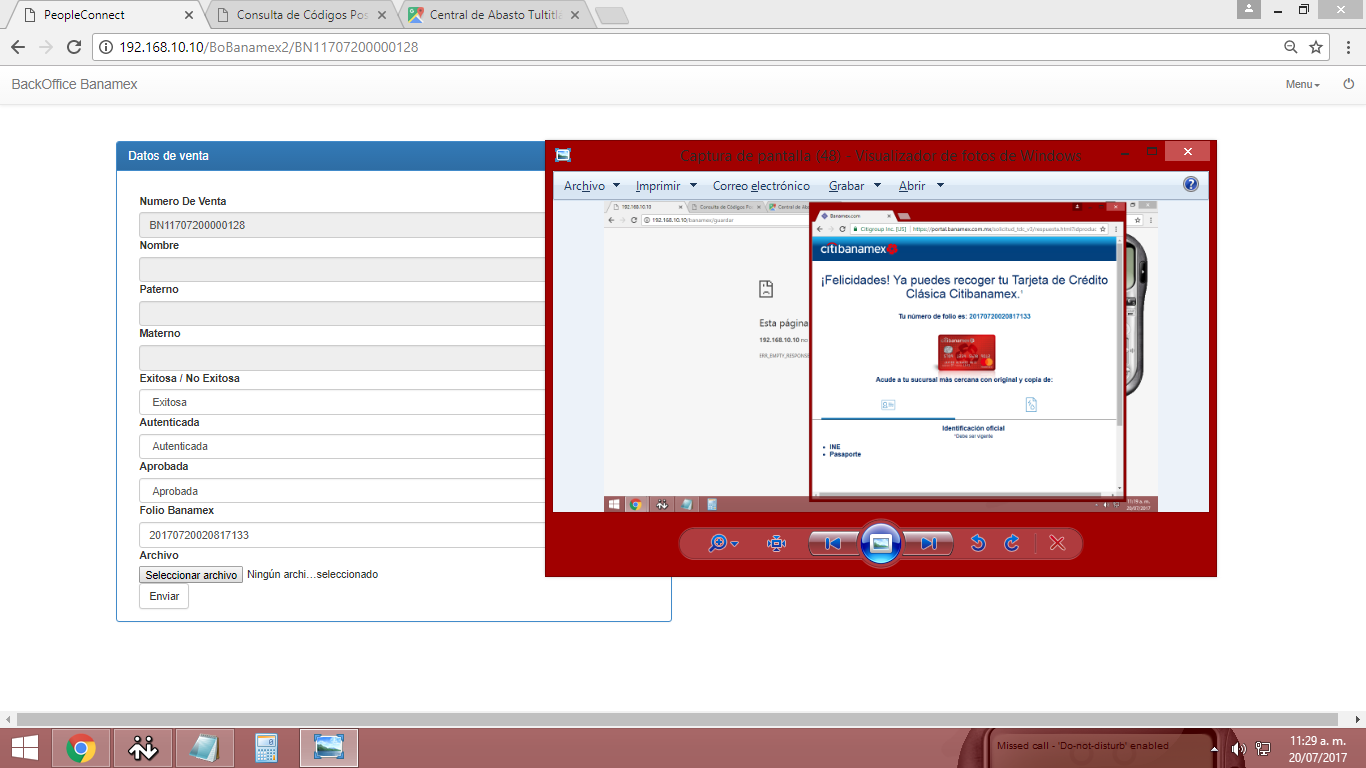 PeopleConnect
Consulta de Códigos Pos
Central de Abasto Tultitl
192.168.10.10/BoBanamex2/BN11707200000128
BackOffice Banamex
Menu
Datos de venta
Numero De Venta
BN11707200000128
Nombre
Paterno
Materno
Exitosa / No Exitosa
Exitosa
Autenticada
Autenticada
Aprobada
Aprobada
Folio Banamex
20170720020817133
Archivo
Seleccionar archivo Ningún archi...seleccionado
Enviar
Captura de pantalla (48) - Visualizador de fotos de Windows
Archivo Imprimir Correo electrónico Grabar Abrir
192.168.10.10
Consulta de Códigos Po
Central de Ab
192.168.10.10/banamex/guardar
Esta página
192.168.10.10 no
ERR_EMPTY_RESPONS
Banamex.com
Citigroup Inc. [US] https://portal.banamex.com.mx/solicitud_tdc_v3/respuesta.html?dproduc
citibanamex
¡Felicidades! Ya puedes recoger tu Tarjeta de Crédito
Clásica Citibanamex.¹
Tu número de folio es: 20170720020817133
Acude a tu sucursal más cercana con original y copia de:
Identificación oficial
*Debe ser vigente
• INE
• Pasaporte
11:29 a. m.
20/07/2017
Missed call - 'Do-not-disturb' enabled
11:29 a. m.
20/07/2017